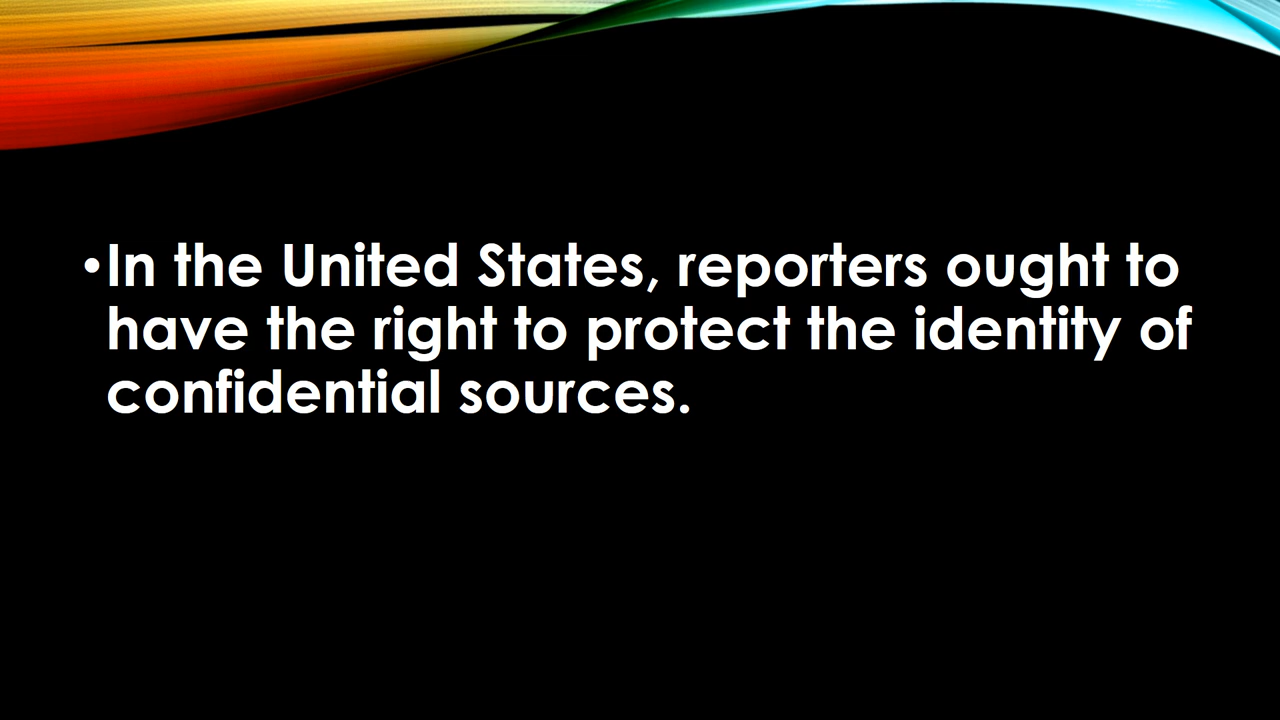 •In the United States, reporters ought to
have the right to protect the identity of
confidential sources.